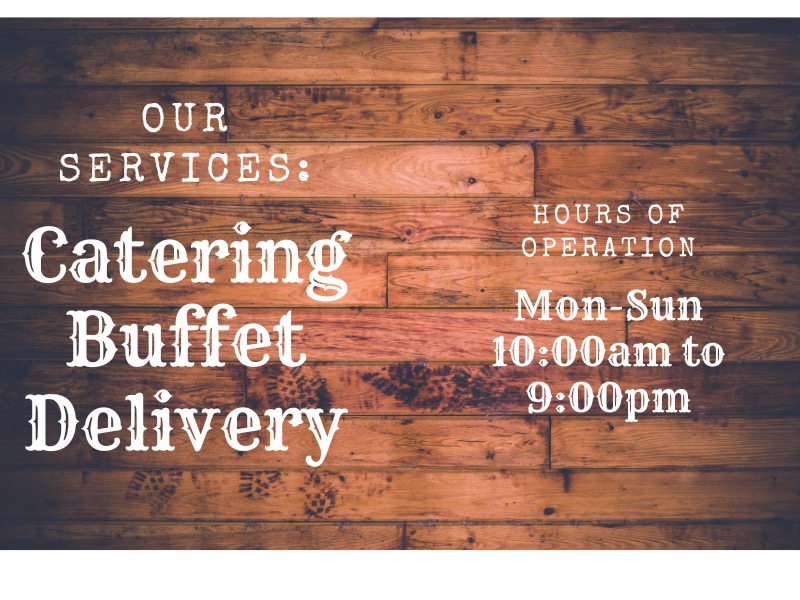 OUR
SERVICES:
Catering
Buffet
Delivery
HOURS OF
OPERATION
Mon-Sun
10:00am to
9:00pm